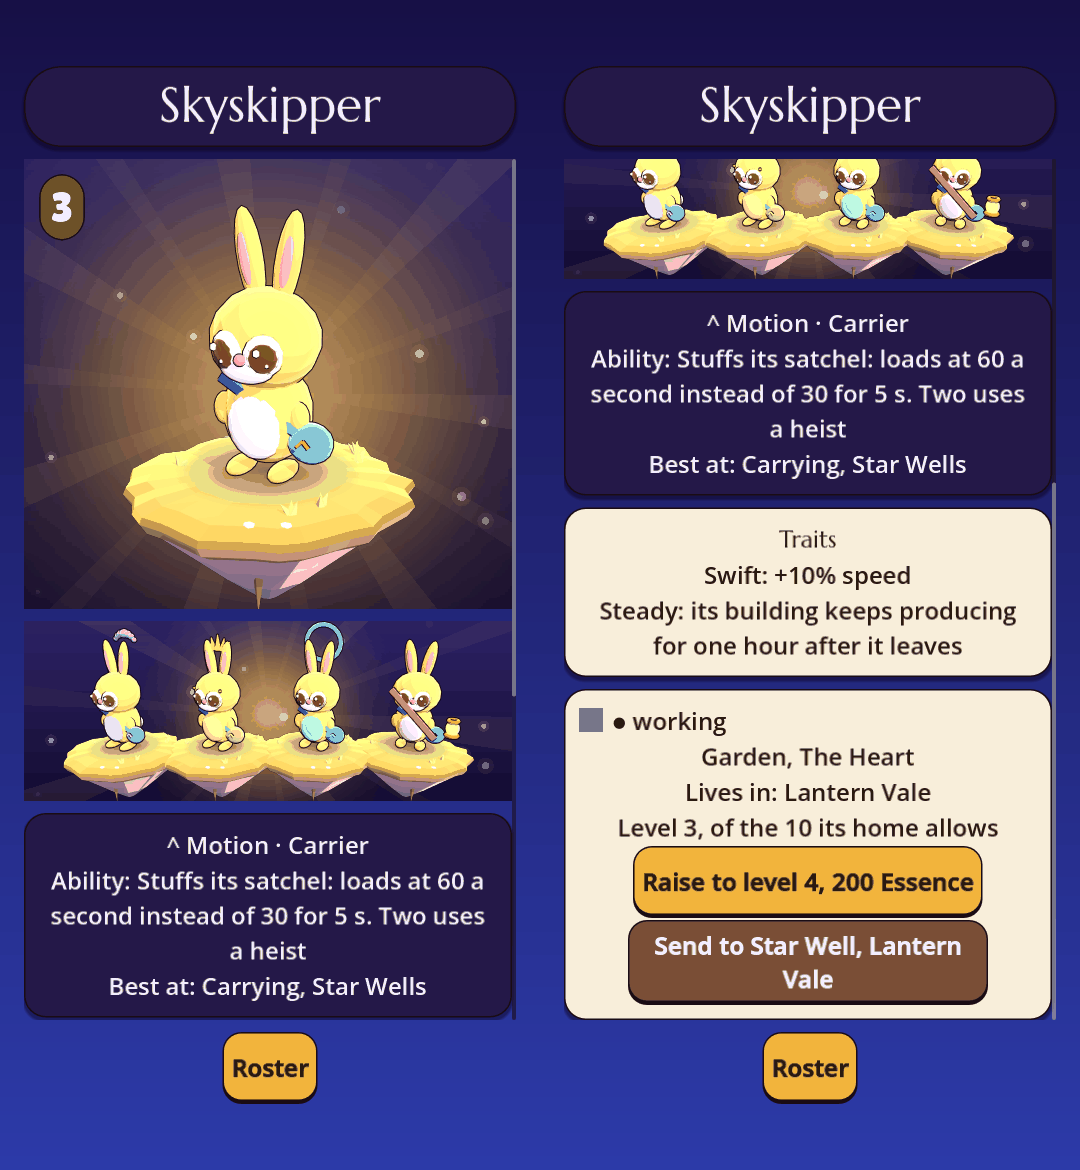 Skyskipper
3
^ Motion · Carrier
Ability: Stuffs its satchel: loads at 60 a
second instead of 30 for 5 s. Two uses
a heist
Best at: Carrying, Star Wells
Roster
Skyskipper
^ Motion · Carrier
Ability: Stuffs its satchel: loads at 60 a
second instead of 30 for 5 s. Two uses
a heist
Best at: Carrying, Star Wells
Traits
Swift: +10% speed
Steady: its building keeps producing
for one hour after it leaves
● working
Garden, The Heart
Lives in: Lantern Vale
Level 3, of the 10 its home allows
Raise to level 4, 200 Essence
Send to Star Well, Lantern
Vale
Roster